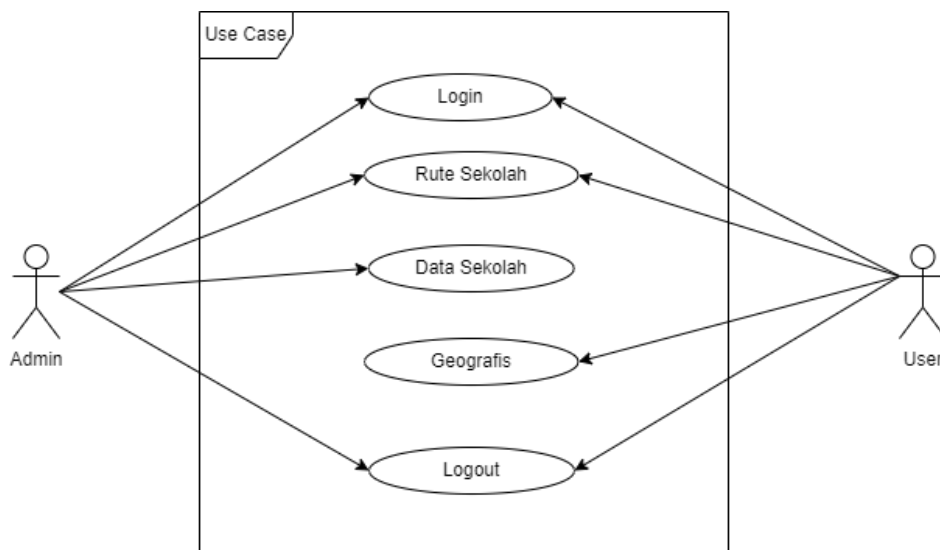 Use Case
Login
Rute Sekolah
Data Sekolah
Geografis
Logout
Admin
User